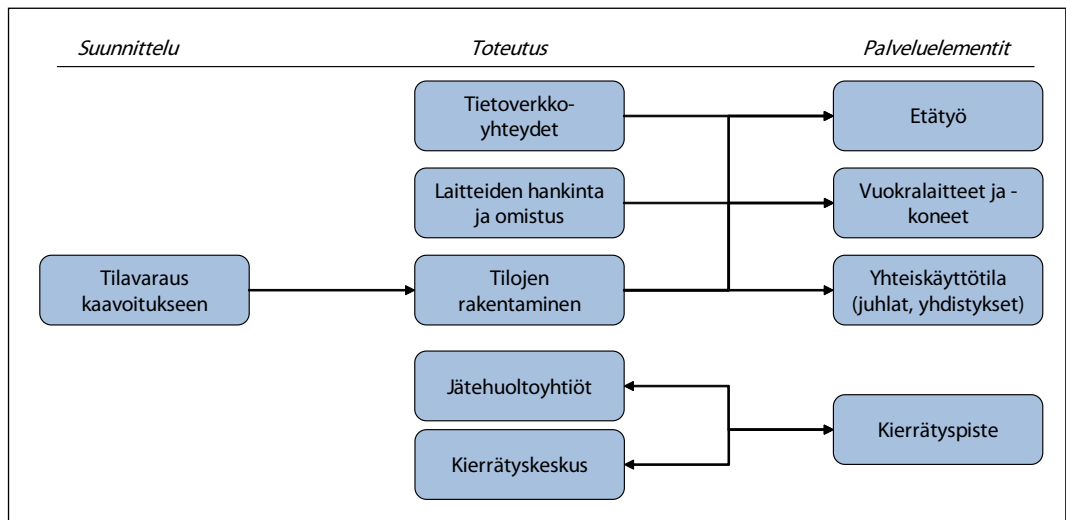 Suunnittelu
Toteutus
Palveluelementit
Tietoverkko-
yhteydet
Etätyö
Laitteiden hankinta
ja omistus
Vuokralaitteet ja -
koneet
Tilavaraus
kaavoitukseen
Tilojen
rakentaminen
Yhteiskäyttötila
(juhlat, yhdistykset)
Jätehuoltoyhtiöt
Kierrätyskeskus
Kierrätyspiste